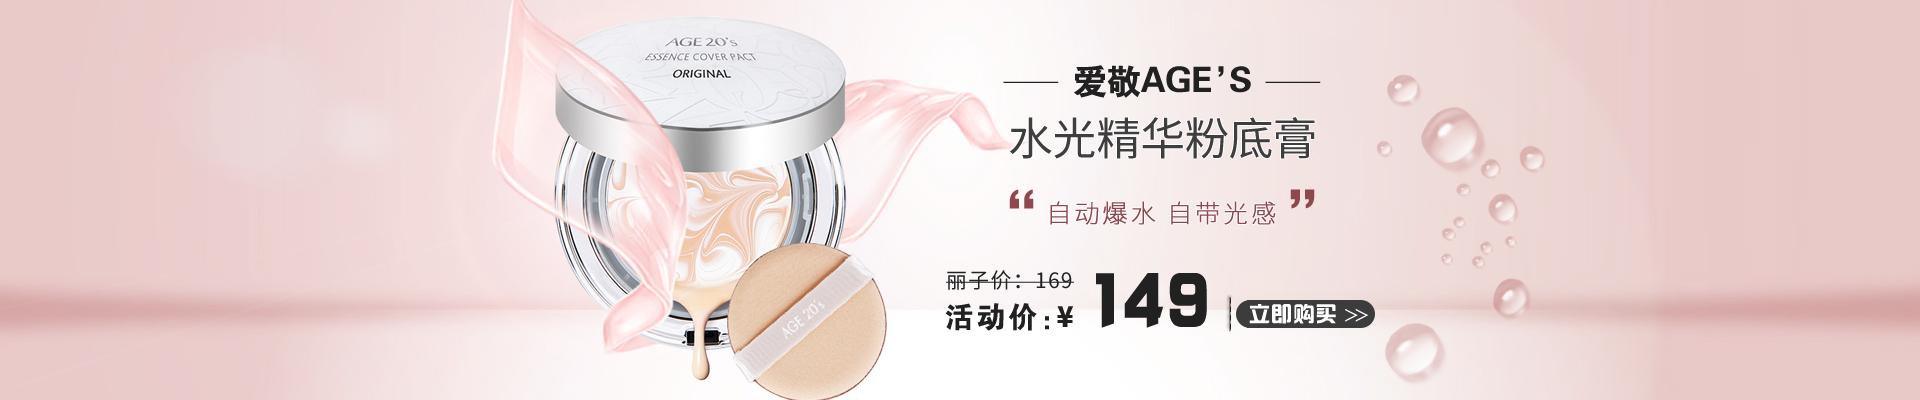 AGE 20's
ESSENCE COVER PACT
ORIGINAL
AGE 20's
爱敬AGE'S
水光精华粉底膏
“自动爆水 自带光感”
丽子价：169
活动价:¥ 149
立即购买 >>